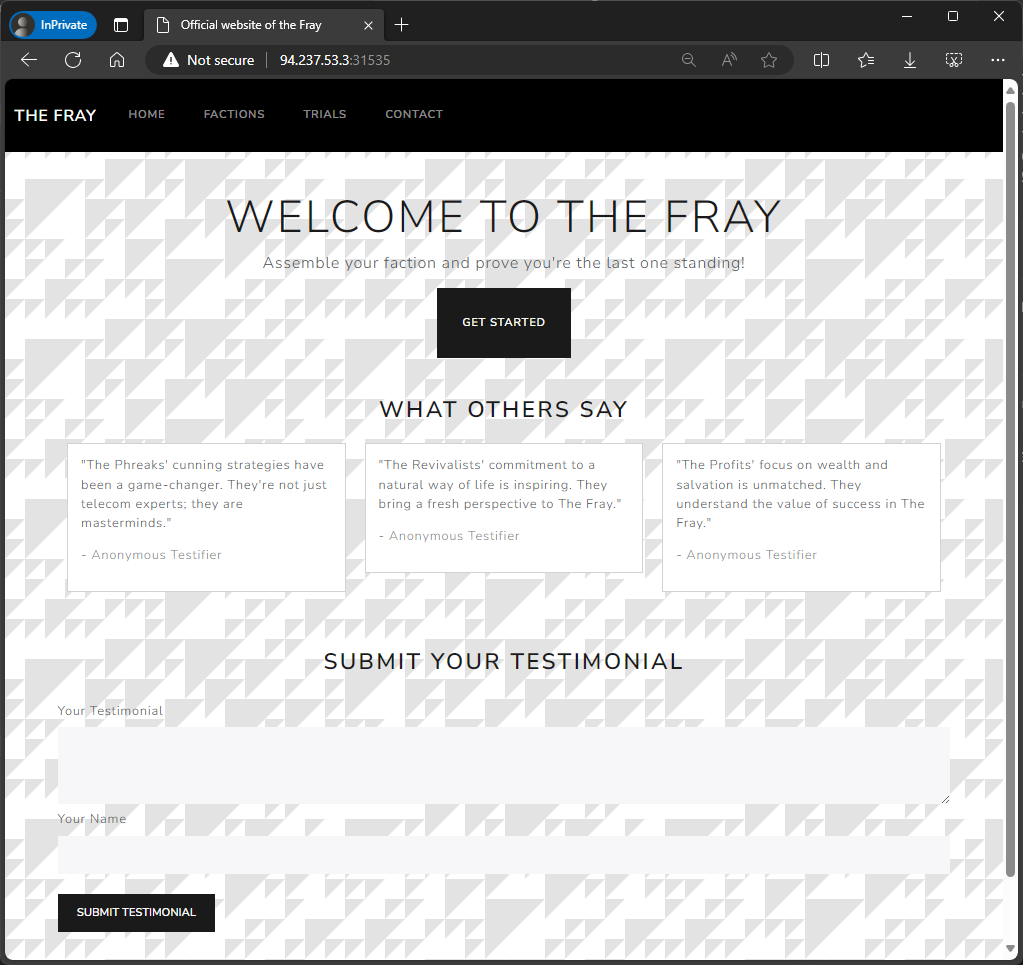 InPrivate
Official website of the Fray
Not secure
94.237.53.3:31535
THE FRAY
HOME
FACTIONS
TRIALS
CONTACT
WELCOME TO THE FRAY
Assemble your faction and prove you're the last one standing!
GET STARTED
WHAT OTHERS SAY
"The Phreaks' cunning strategies have
been a game-changer. They're not just
telecom experts; they are
masterminds."
- Anonymous Testifier
"The Revivalists' commitment to a
natural way of life is inspiring. They
bring a fresh perspective to The Fray."
- Anonymous Testifier
"The Profits' focus on wealth and
salvation is unmatched. They
understand the value of success in The
Fray."
- Anonymous Testifier
SUBMIT YOUR TESTIMONIAL
Your Testimonial
Your Name
SUBMIT TESTIMONIAL